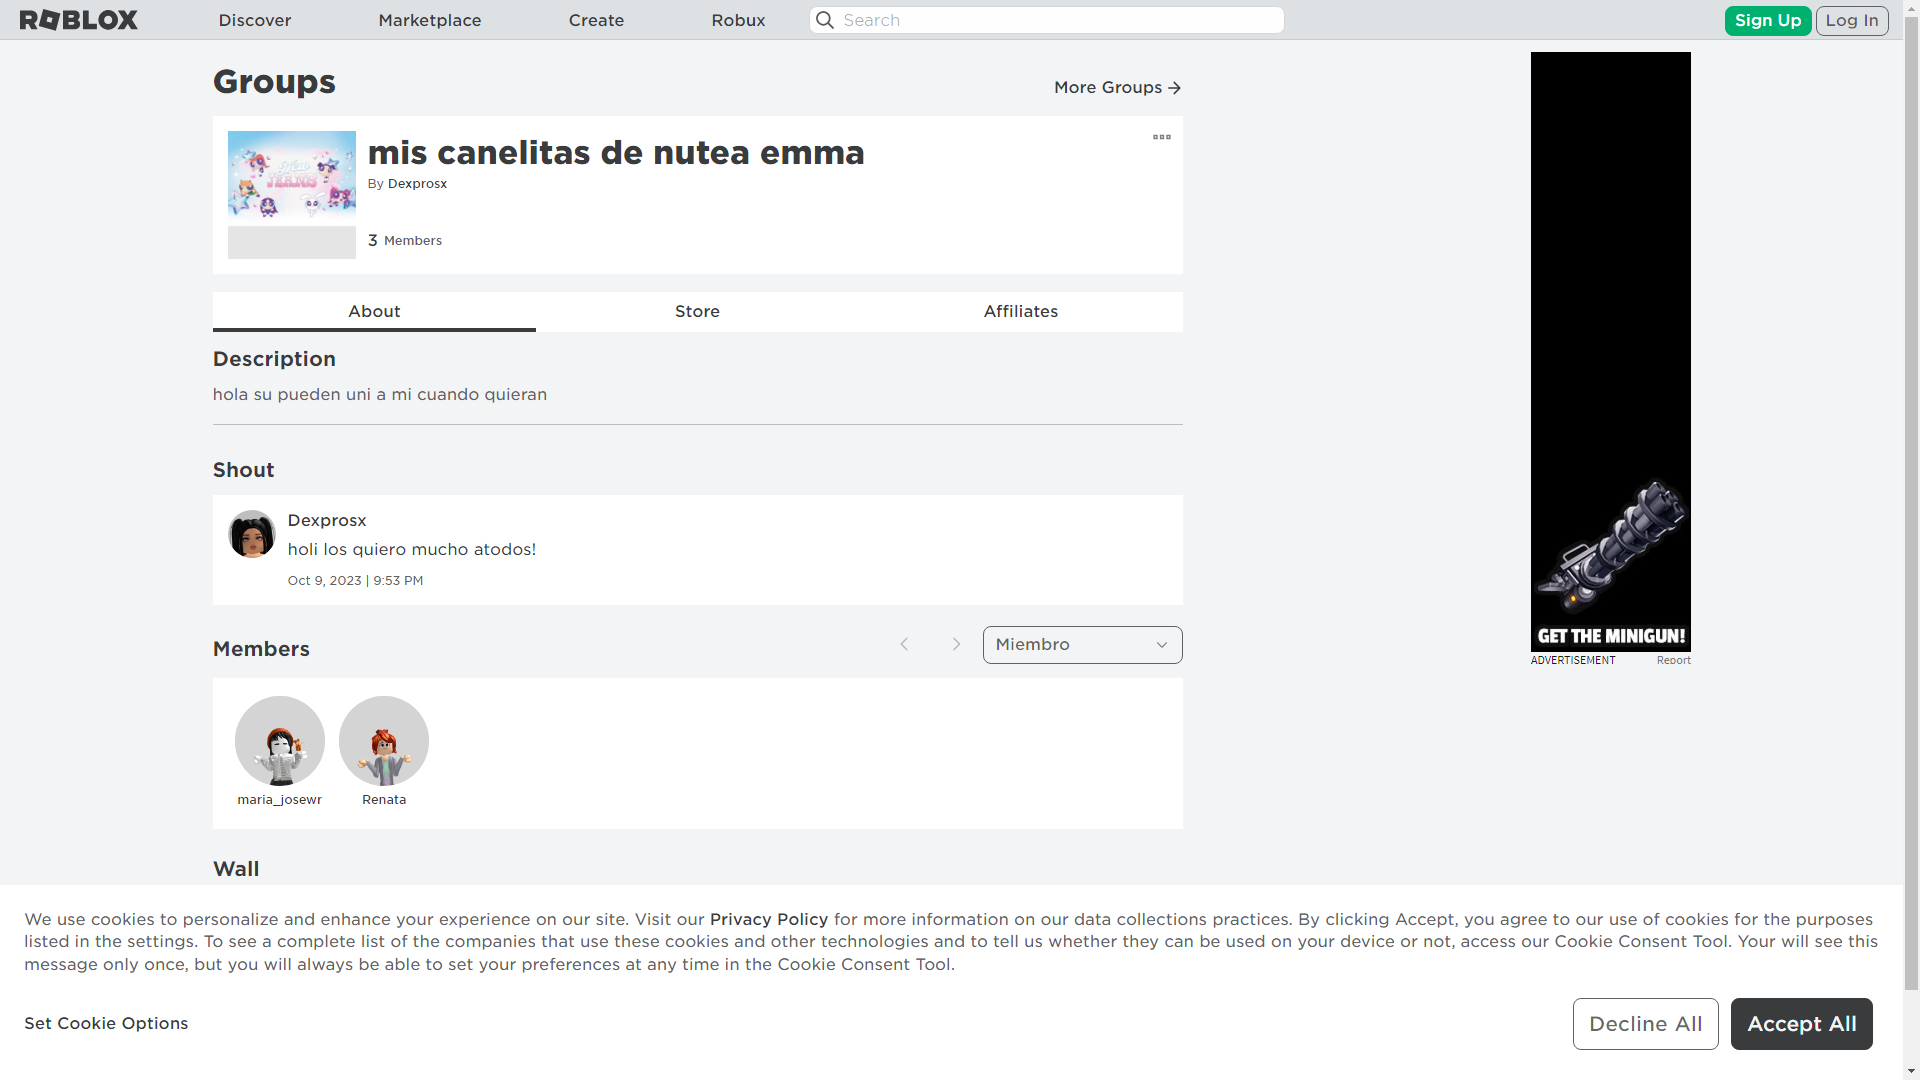 ROBLOX
Discover
Marketplace
Create
Robux
Search
Sign Up
Log In
Groups
More Groups
New
JEANS
mis canelitas de nutea emma
By Dexprosx
3 Members
About
Store
Affiliates
Description
hola su pueden uni a mi cuando quieran
Shout
Dexprosx
holi los quiero mucho atodos!
Oct 9, 2023 | 9:53 PM
Members
Miembro
maria_josewr
Renata
Wall
GET THE MINIGUN!
ADVERTISEMENT
Report
We use cookies to personalize and enhance your experience on our site. Visit our Privacy Policy for more information on our data collections practices. By clicking Accept, you agree to our use of cookies for the purposes
listed in the settings. To see a complete list of the companies that use these cookies and other technologies and to tell us whether they can be used on your device or not, access our Cookie Consent Tool. Your will see this
message only once, but you will always be able to set your preferences at any time in the Cookie Consent Tool.
Set Cookie Options
Decline All
Accept All